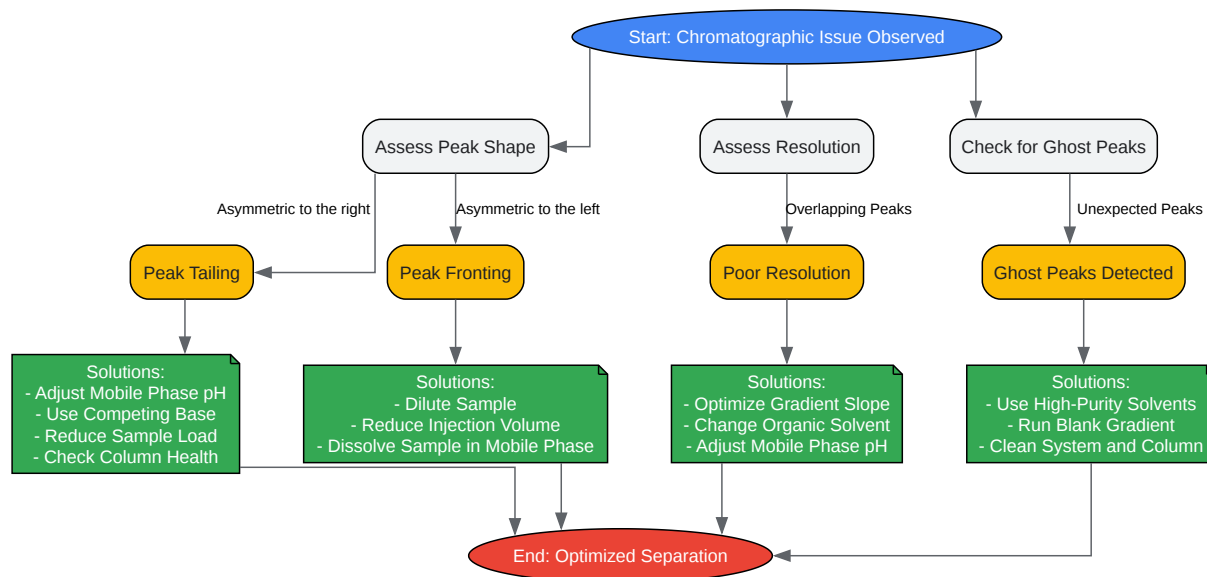 Start: Chromatographic Issue Observed
Assess Peak Shape
Assess Resolution
Check for Ghost Peaks
Asymmetric to the right
Asymmetric to the left
Overlapping Peaks
Unexpected Peaks
Peak Tailing
Peak Fronting
Poor Resolution
Ghost Peaks Detected
Solutions:
- Adjust Mobile Phase pH
- Use Competing Base
- Reduce Sample Load
- Check Column Health
Solutions:
- Dilute Sample
- Reduce Injection Volume
- Dissolve Sample in Mobile Phase
Solutions:
- Optimize Gradient Slope
- Change Organic Solvent
- Adjust Mobile Phase pH
Solutions:
- Use High-Purity Solvents
- Run Blank Gradient
- Clean System and Column
End: Optimized Separation